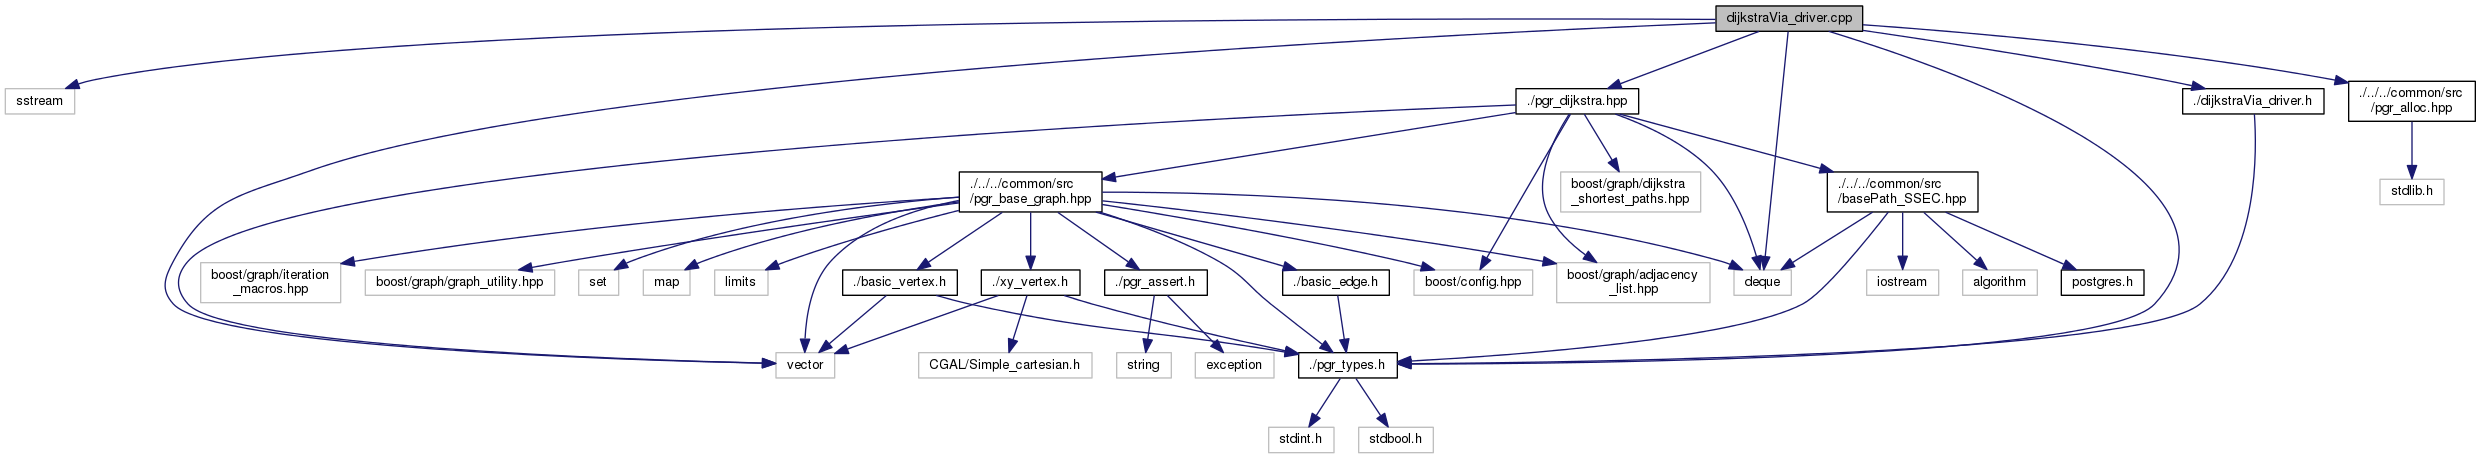 dijkstraVia_driver.cpp
sstream
./pgr_dijkstra.hpp
./dijkstraVia_driver.h
./../../common/src
/pgr_alloc.hpp
./../../common/src
/pgr_base_graph.hpp
boost/graph/dijkstra
_shortest_paths.hpp
./../../common/src
/basePath_SSEC.hpp
stdlib.h
boost/graph/iteration
_macros.hpp
boost/graph/graph_utility.hpp
set
map
limits
./basic_vertex.h
./xy_vertex.h
./pgr_assert.h
./basic_edge.h
boost/config.hpp
boost/graph/adjacency
_list.hpp
deque
iostream
algorithm
postgres.h
vector
CGAL/Simple_cartesian.h
string
exception
./pgr_types.h
stdint.h
stdbool.h